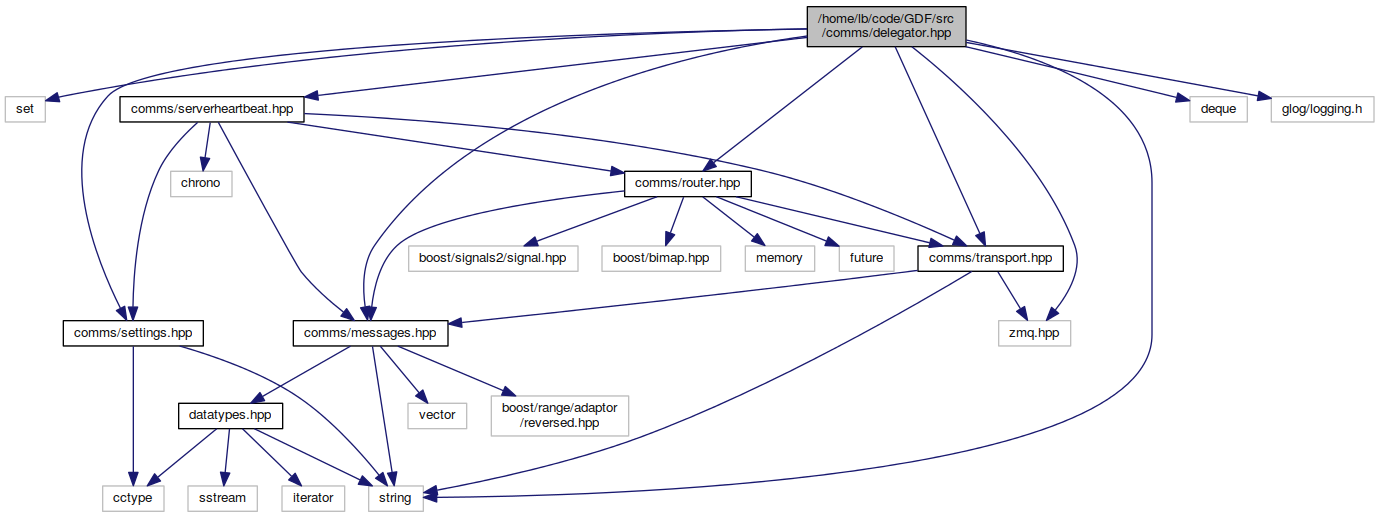 /home/lb/code/GDF/src
/comms/delegator.hpp
set
comms/serverheartbeat.hpp
deque
glog/logging.h
chrono
comms/router.hpp
boost/signals2/signal.hpp
boost/bimap.hpp
memory
future
comms/transport.hpp
comms/settings.hpp
comms/messages.hpp
zmq.hpp
datatypes.hpp
vector
boost/range/adaptor
/reversed.hpp
cctype
sstream
iterator
string